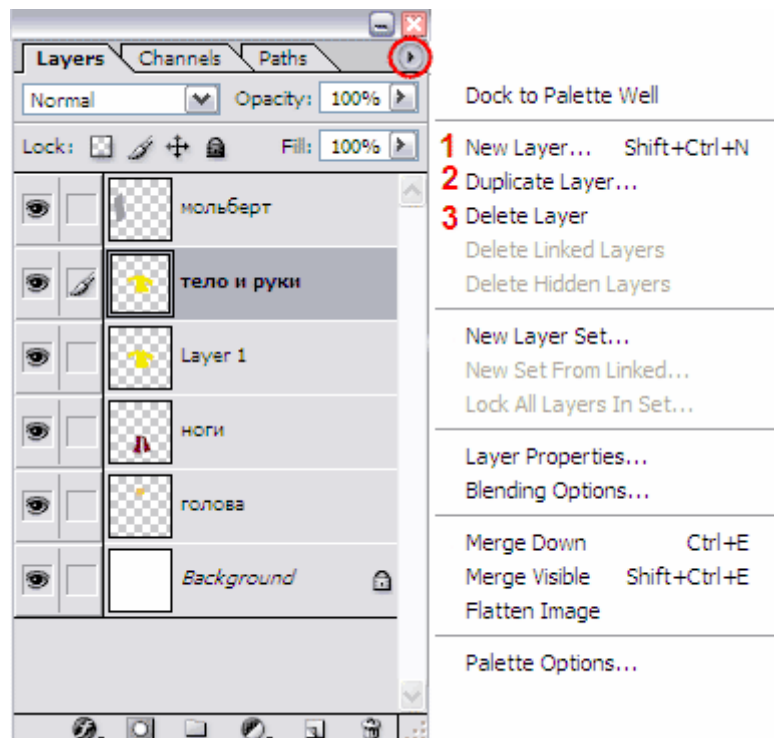 Layers Channels Paths
Normal Opacity: 100%
Lock: Fill: 100%
мольберт
тело и руки
Layer 1
ноги
голова
Background
Dock to Palette Well
1 New Layer... Shift+Ctrl+N
2 Duplicate Layer...
3 Delete Layer
Delete Linked Layers
Delete Hidden Layers
New Layer Set...
New Set From Linked...
Lock All Layers In Set...
Layer Properties...
Blending Options...
Merge Down Ctrl+E
Merge Visible Shift+Ctrl+E
Flatten Image
Palette Options...